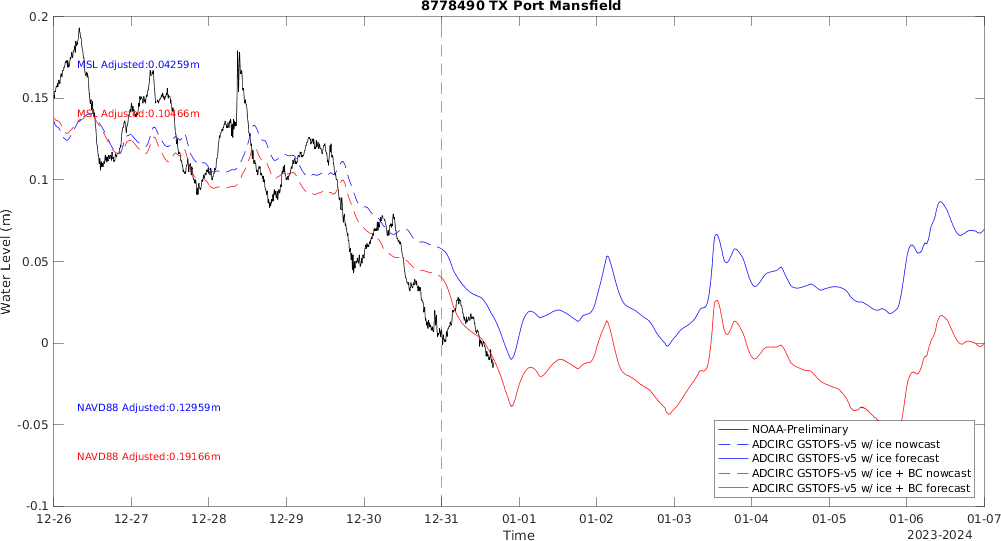 8778490 TX Port Mansfield
0.2
0.15
0.1
0.05
0
-0.05
-0.1
Water Level (m)
MSL Adjusted:0.04259m
MSL Adjusted:0.10466m
NAVD88 Adjusted:0.12959m
NAVD88 Adjusted:0.19166m
NOAA-Preliminary
ADCIRC GSTOFS-v5 w/ ice nowcast
ADCIRC GSTOFS-v5 w/ ice forecast
ADCIRC GSTOFS-v5 w/ ice + BC nowcast
ADCIRC GSTOFS-v5 w/ ice + BC forecast
12-26 12-27 12-28 12-29 12-30 12-31 01-01 01-02 01-03 01-04 01-05 01-06 01-07
Time
2023-2024